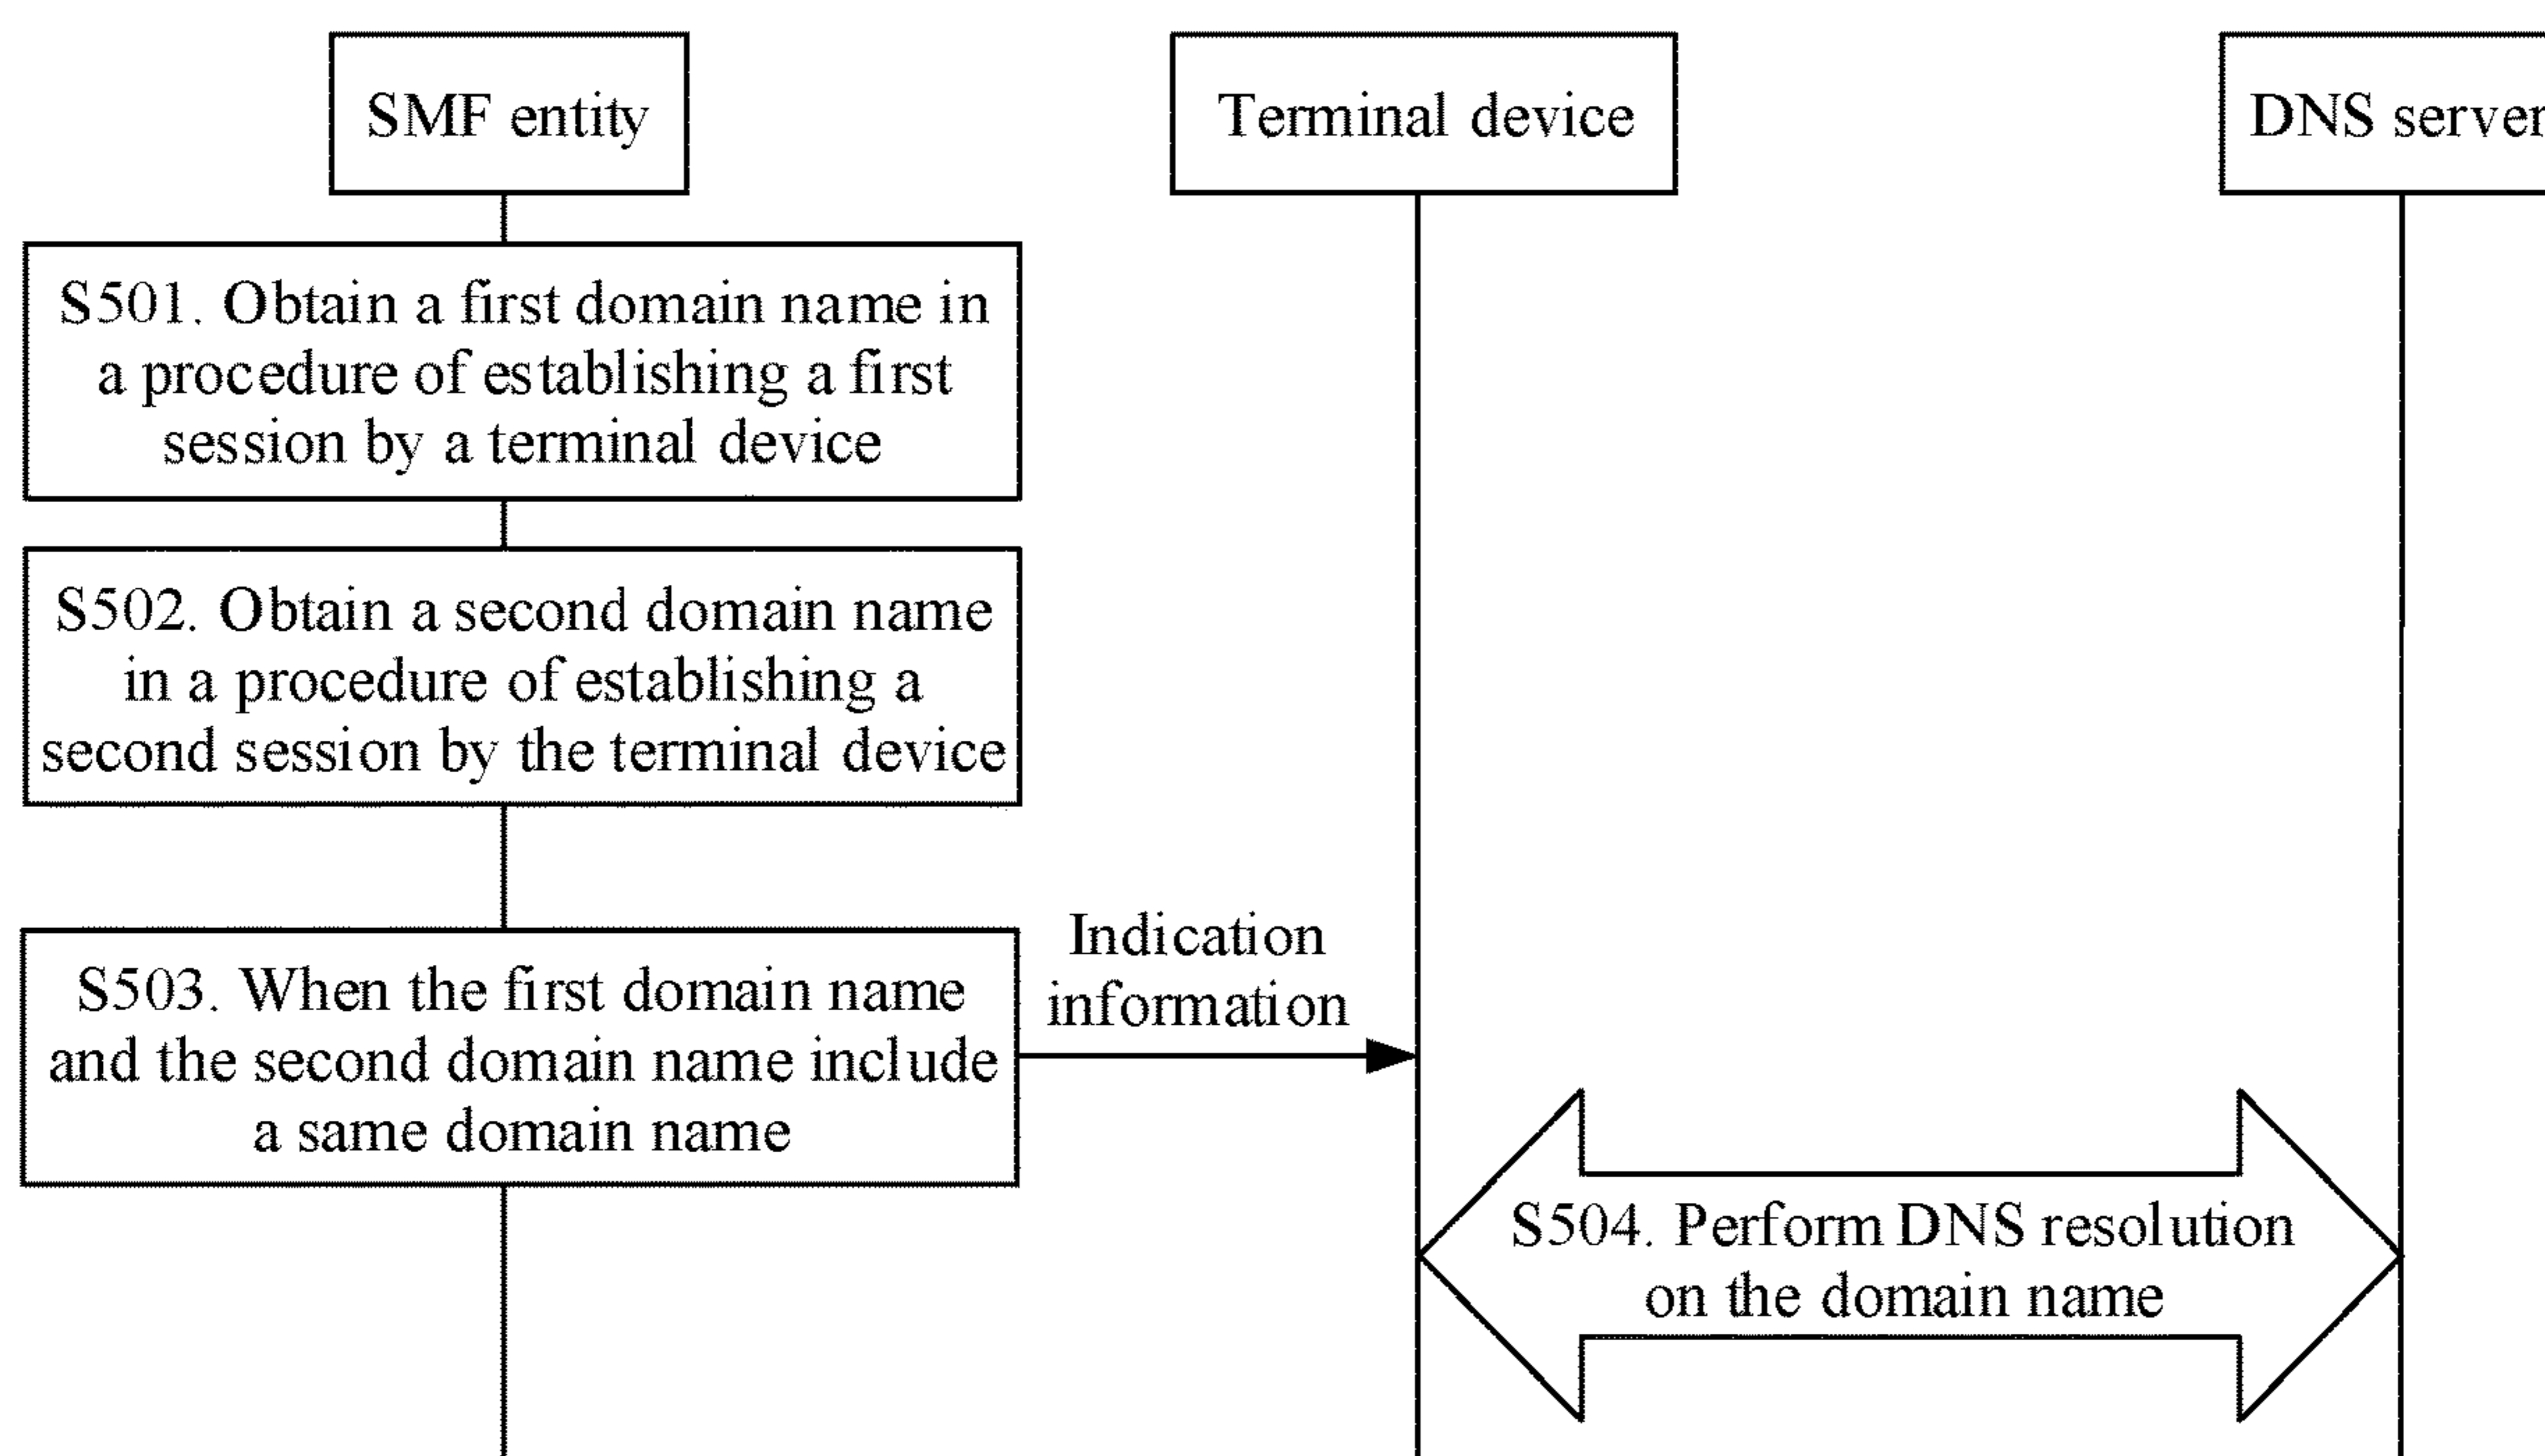 SMF entity
Terminal device
DNS server
S501. Obtain a first domain name in
a procedure of establishing a first
session by a terminal device
S502. Obtain a second domain name
in a procedure of establishing a
second session by the terminal device
Indication
information
S503. When the first domain name
and the second domain name include
a same domain name
S504. Perform DNS resolution
on the domain name